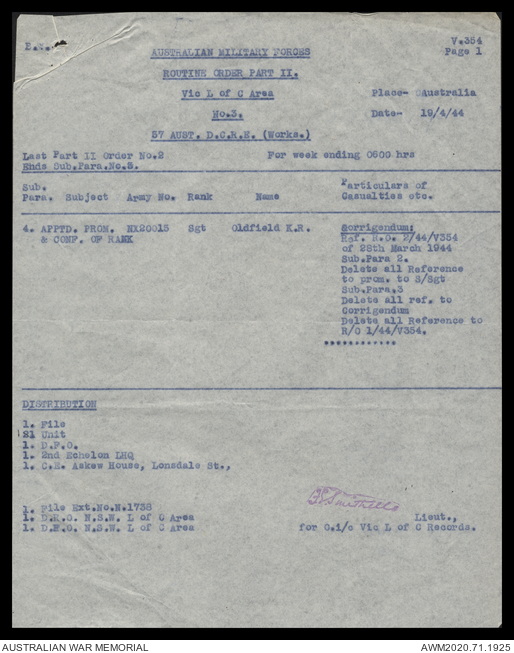 V.354
AUSTRALIAN MILITARY FORCES Page 1
ROUTINE ORDER PART II.
Vic L of C Area Place- Australia
No.3. Date- 19/4/44
57 AUST. D.C.R.E. (Works.)
Last Part II Order No.2 For week ending 0600 hrs
Ends Sub.Para.No.3.
Sub. Particulars of
Para. Subject Army No. Rank Name Casualties etc.
4. APPTD. PROM. NX20015 Sgt Oldfield K.R. Corrigendum:
& CONF. OF RANK Ref. R.O. 2/44/V354
of 28th March 1944
Sub.Para 2.
Delete all Reference
to prom. to S/Sgt
Sub.Para.3
Delete all ref. to
Corrigendum
Delete all Reference to
R/O 1/44/V354.
************
DISTRIBUTION
1. File
21 Unit
1. D.P.O.
1. 2nd Echelon LHQ
1. C.E. Askew House, Lonsdale St.,
1. File Ext.No.N.1738
1. D.R.O. N.S.W. L of C Area Lieut.,
1. D.F.O. N.S.W. L of C Area for O.i/c Vic L of C Records.
AUSTRALIAN WAR MEMORIAL AWM2020.71.1925